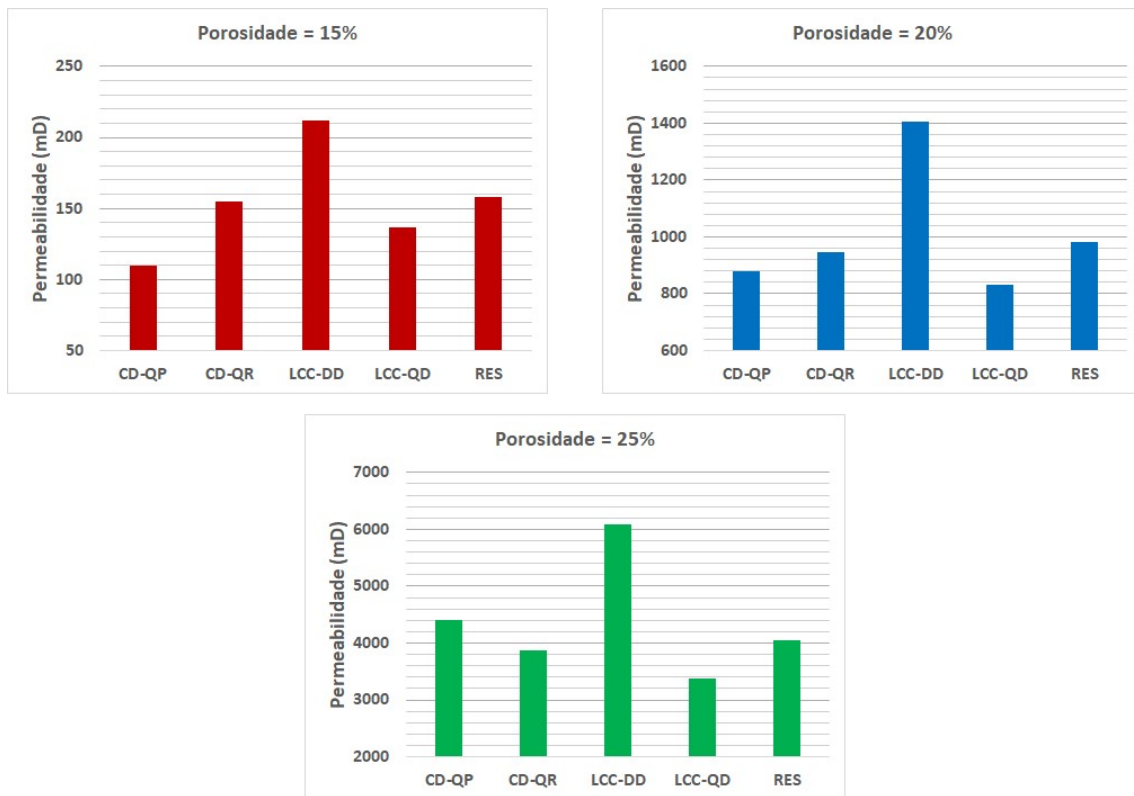 Porosidade = 15%
Permeabilidade (mD)
250
200
150
100
50
CD-QP CD-QR LCC-DD LCC-QD RES
Porosidade = 20%
Permeabilidade (mD)
1600
1400
1200
1000
800
600
CD-QP CD-QR LCC-DD LCC-QD RES
Porosidade = 25%
Permeabilidade (mD)
7000
6000
5000
4000
3000
2000
CD-QP CD-QR LCC-DD LCC-QD RES